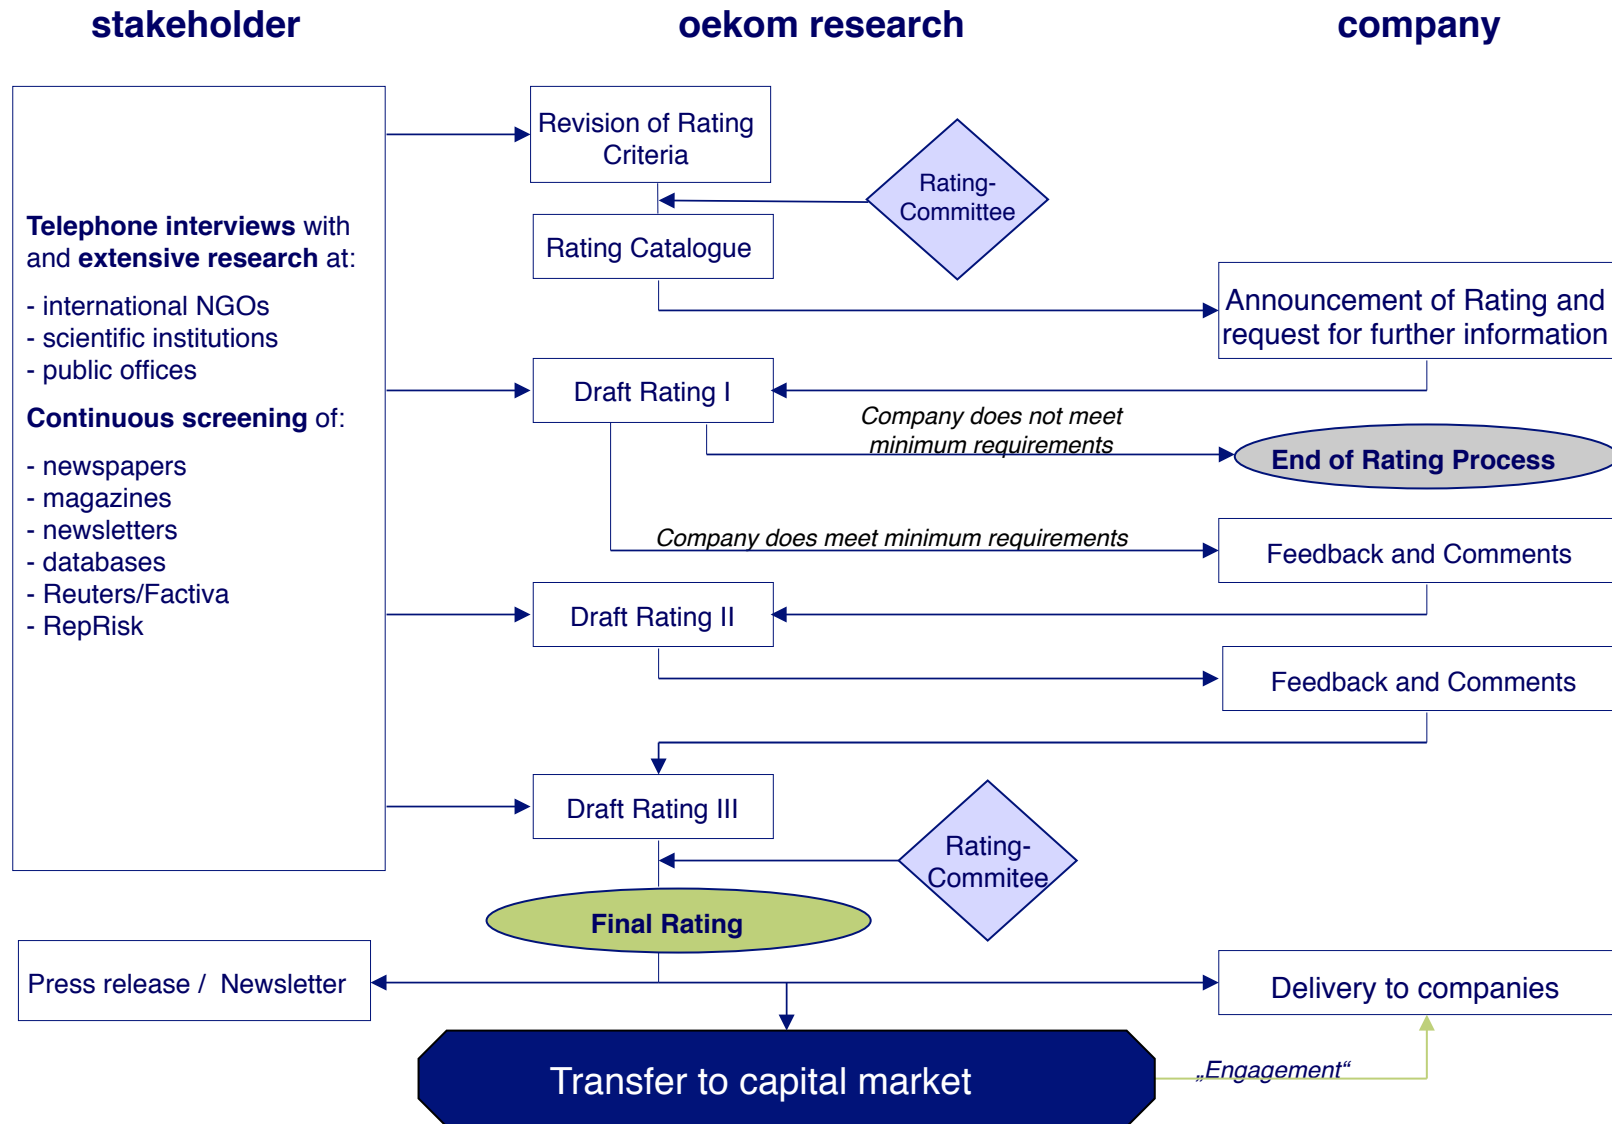 stakeholder
oekom research
company
Telephone interviews with
and extensive research at:
- international NGOs
- scientific institutions
- public offices
Continuous screening of:
- newspapers
- magazines
- newsletters
- databases
- Reuters/Factiva
- RepRisk
Revision of Rating
Criteria
Rating-
Committee
Rating Catalogue
Announcement of Rating and
request for further information
Draft Rating I
Company does not meet
minimum requirements
End of Rating Process
Company does meet minimum requirements
Feedback and Comments
Draft Rating II
Feedback and Comments
Draft Rating III
Rating-
Commitee
Final Rating
Press release /  Newsletter
Delivery to companies
Transfer to capital market
„Engagement“